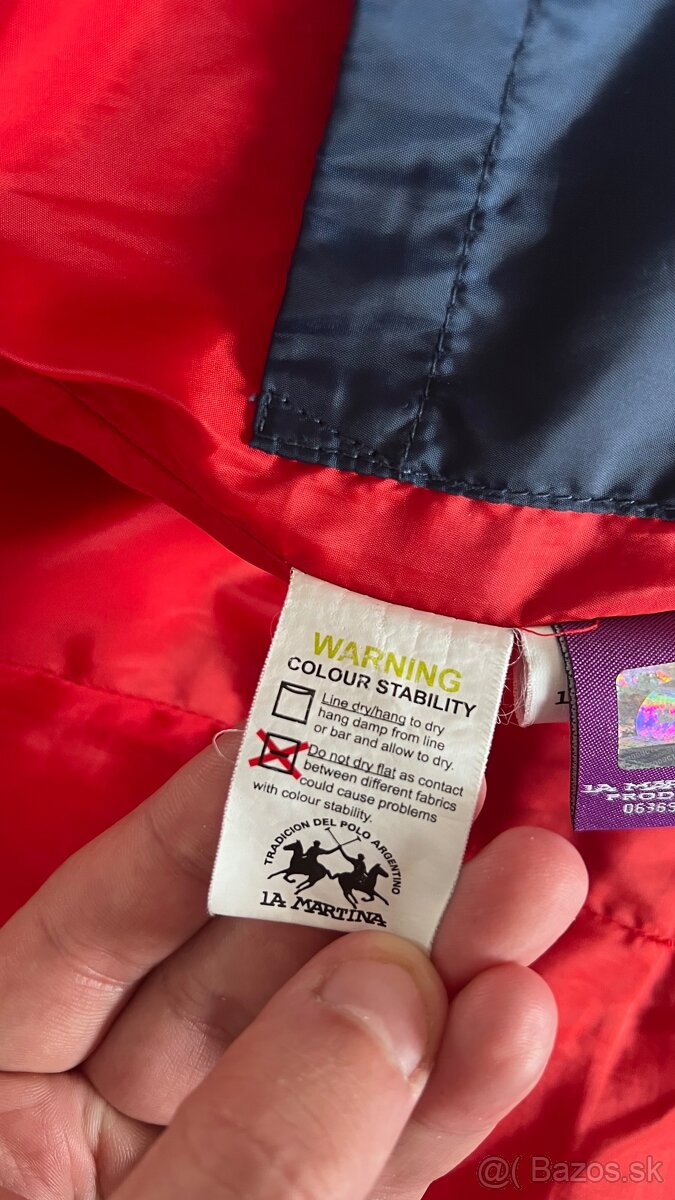 WARNING
COLOUR STABILITY
Line dry/hang to dry
hang damp from line
or bar and allow to dry.
Do not dry flat as contact
between different fabrics
could cause problems
with colour stability.
TRADICION DEL POLO ARGENTINO
LA MARTINA
PROD
@( Bazos.sk